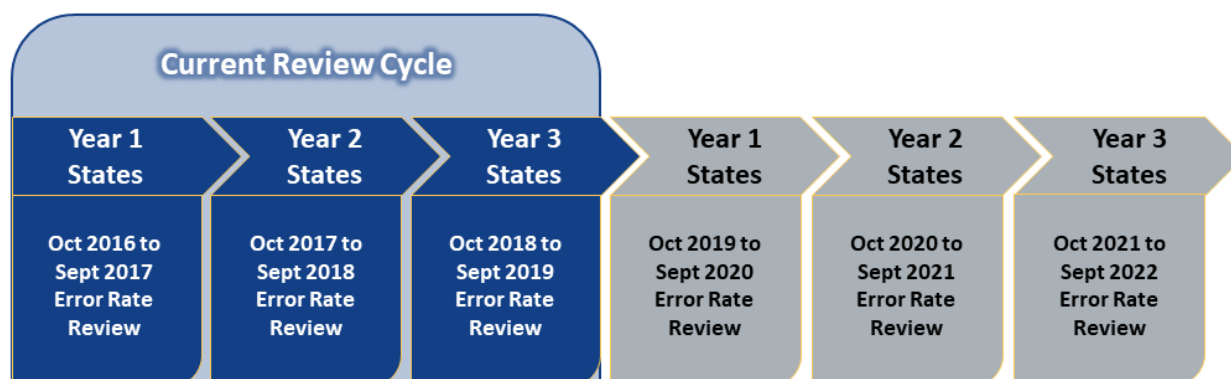 Current Review Cycle
Year 1
States
Year 2
States
Year 3
States
Year 1
States
Year 2
States
Year 3
States
Oct 2016 to
Sept 2017
Error Rate
Review
Oct 2017 to
Sept 2018
Error Rate
Review
Oct 2018 to
Sept 2019
Error Rate
Review
Oct 2019 to
Sept 2020
Error Rate
Review
Oct 2020 to
Sept 2021
Error Rate
Review
Oct 2021 to
Sept 2022
Error Rate
Review